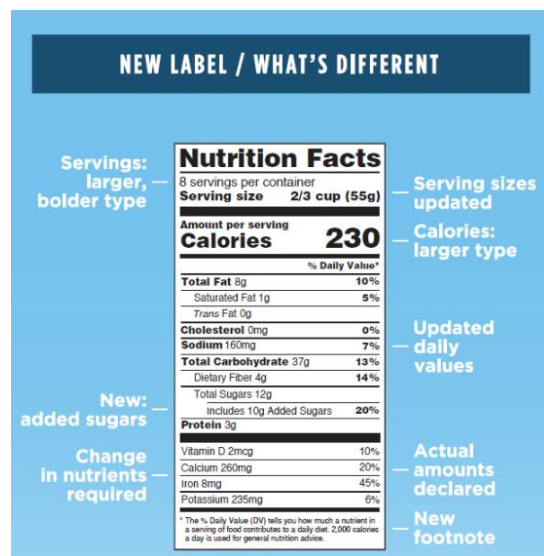 NEW LABEL / WHAT'S DIFFERENT
Servings:
larger,
bolder type
Nutrition Facts
8 servings per container
Serving size 2/3 cup (55g)
Serving sizes
updated
Amount per serving
Calories 230
Calories:
larger type
% Daily Value*
Total Fat 8g 10%
Saturated Fat 1g 5%
Trans Fat 0g
Cholesterol 0mg 0%
Sodium 160mg 7%
Total Carbohydrate 37g 13%
Dietary Fiber 4g 14%
Total Sugars 12g
Includes 10g Added Sugars 20%
Protein 3g
Updated
daily
values
New:
added sugars
Vitamin D 2mcg 10%
Calcium 260mg 20%
Iron 8mg 45%
Potassium 235mg 6%
Change
in nutrients
required
Actual
amounts
declared
* The % Daily Value (DV) tells you how much a nutrient in
a serving of food contributes to a daily diet. 2,000 calories
a day is used for general nutrition advice.
New
footnote